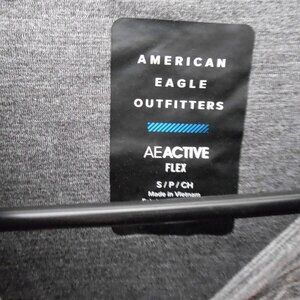 AMERICAN
EAGLE
OUTFITTERS
AEACTIVE
FLEX
S/P/CH
Made in Vietnam